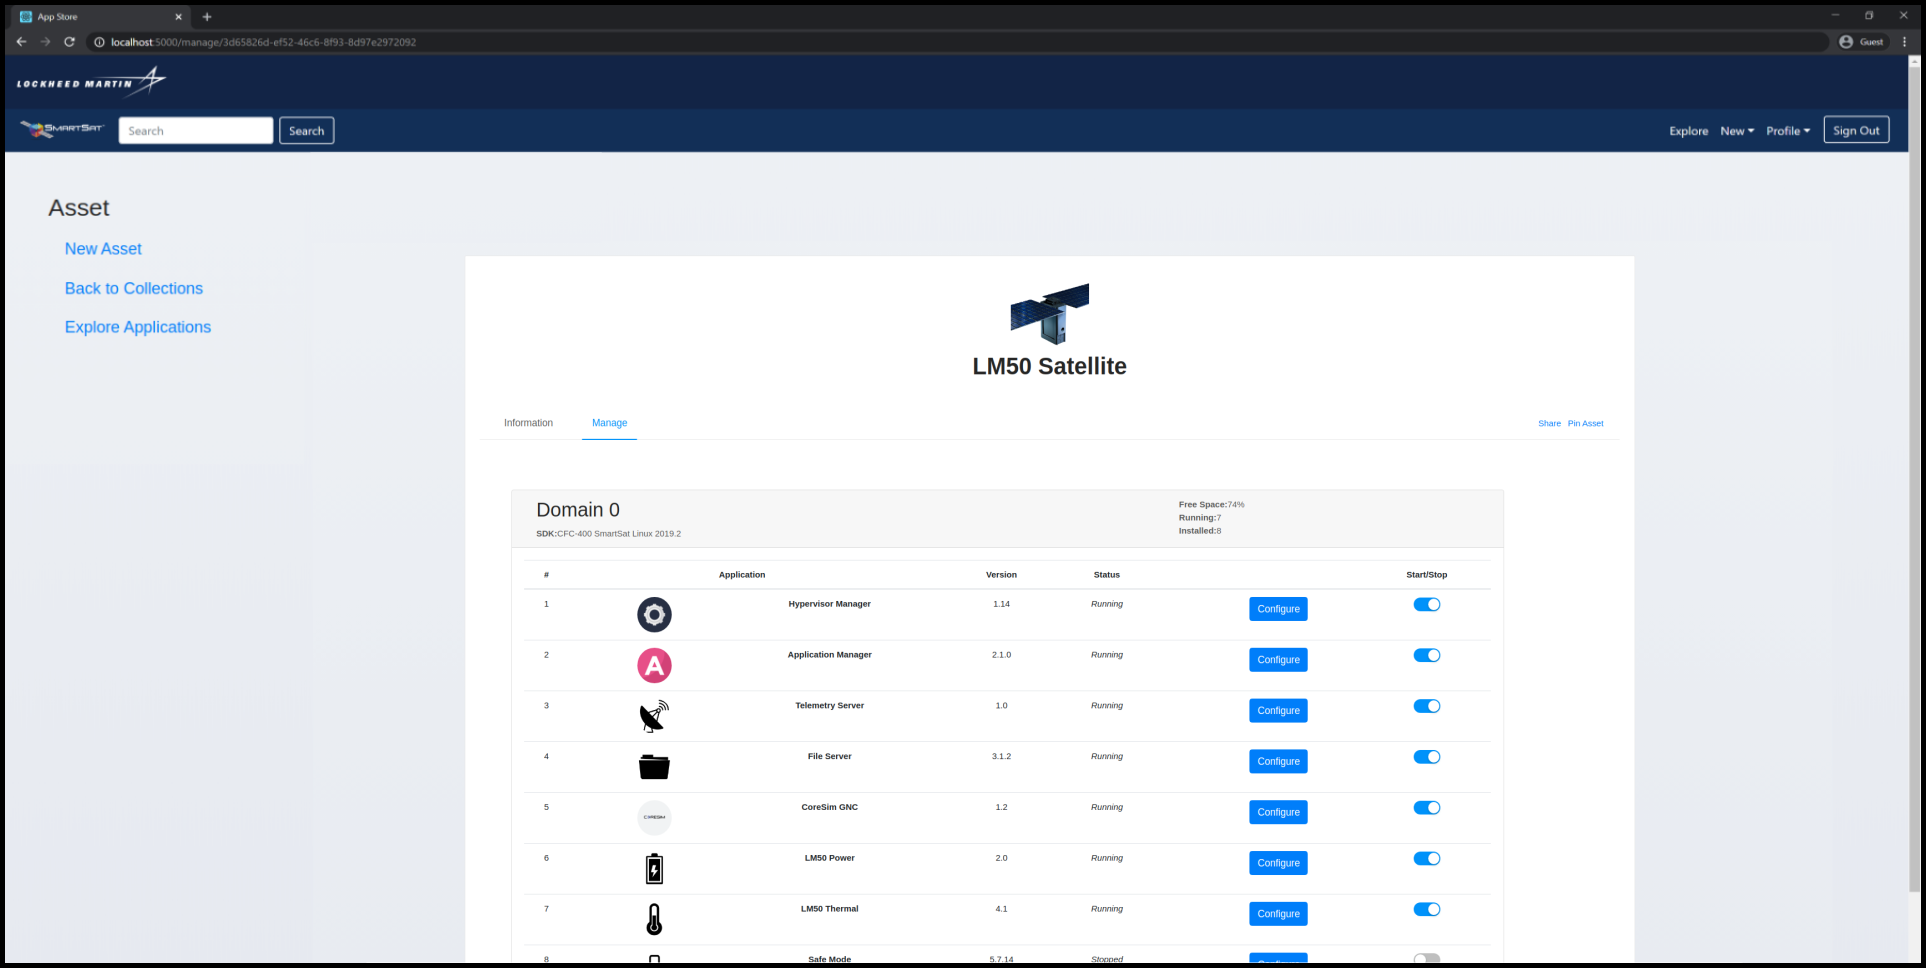 App Store
localhost:5000/manage/3d65826d-ef52-46c6-8f93-8d97e2972092
Guest
LOCKHEED MARTIN
SMARTSAT Search Search Explore New Profile Sign Out
Asset
New Asset
Back to Collections
Explore Applications
LM50 Satellite
Information Manage Share Pin Asset
Domain 0
SDK:CFC-400 SmartSat Linux 2019.2
Free Space:74%
Running:7
Installed:8
# Application Version Status Start/Stop
1 Hypervisor Manager 1.14 Running Configure
2 A Application Manager 2.1.0 Running Configure
3 Telemetry Server 1.0 Running Configure
4 File Server 3.1.2 Running Configure
5 CORESIM CoreSim GNC 1.2 Running Configure
6 LM50 Power 2.0 Running Configure
7 LM50 Thermal 4.1 Running Configure
8 Safe Mode 5.7.14 Stopped